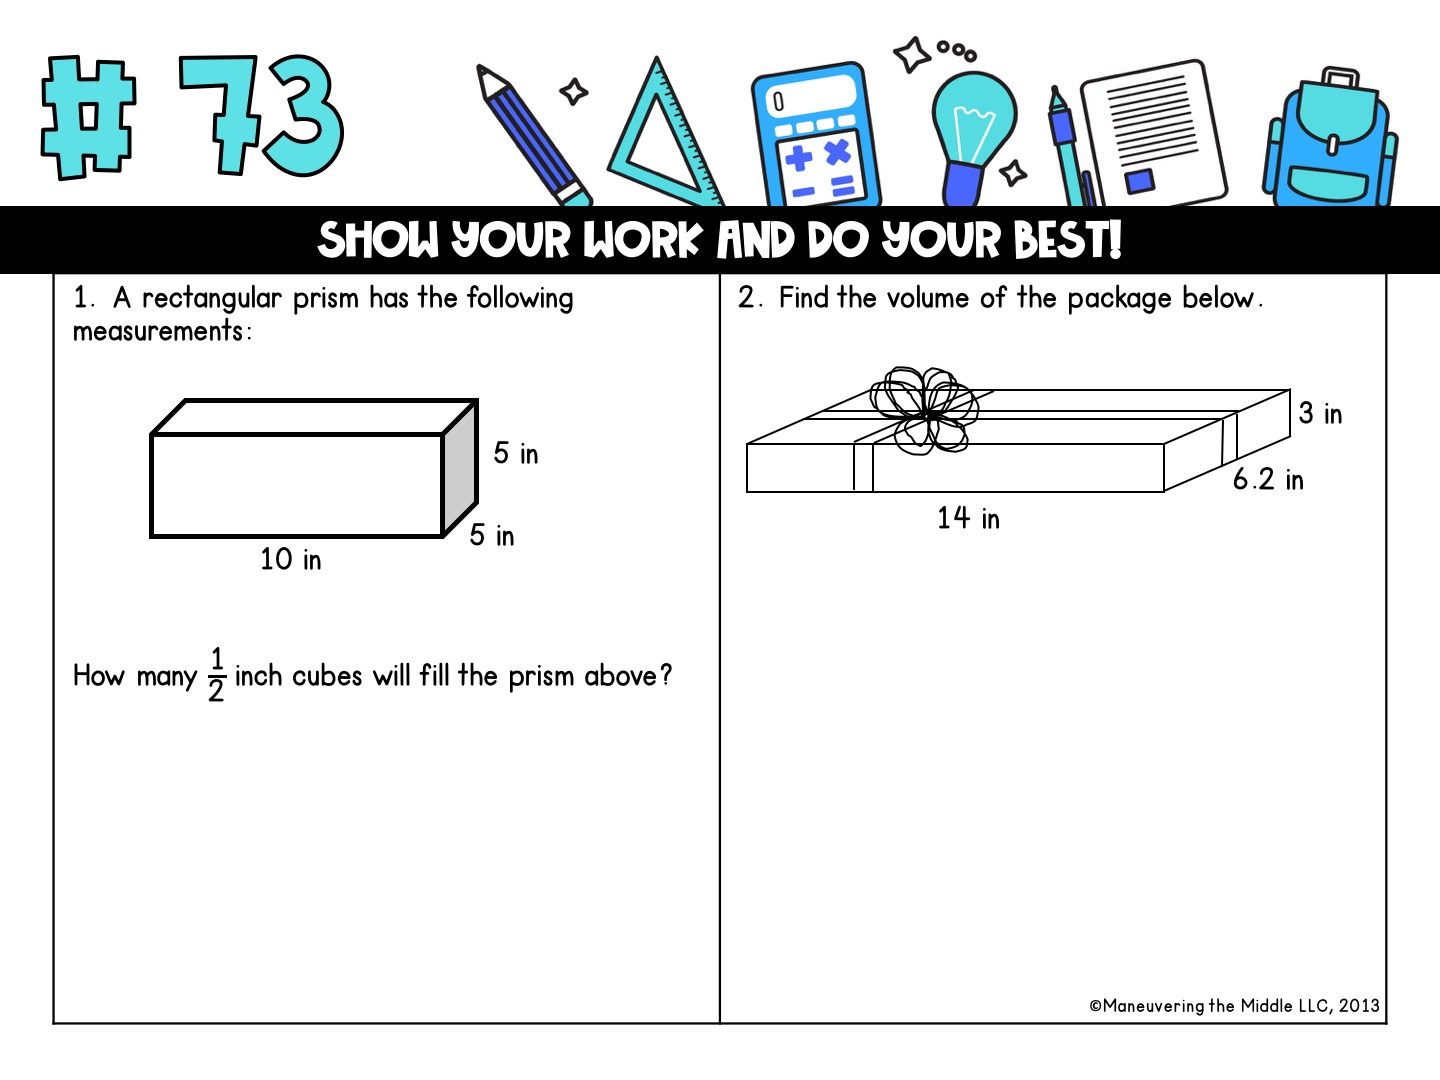 # 73
0
SHOW YOUR WORK AND DO YOUR BEST!
1. A rectangular prism has the following
measurements:
5 in
5 in
10 in
How many 1/2 inch cubes will fill the prism above?
2. Find the volume of the package below.
3 in
6.2 in
14 in
©Maneuvering the Middle LLC, 2013